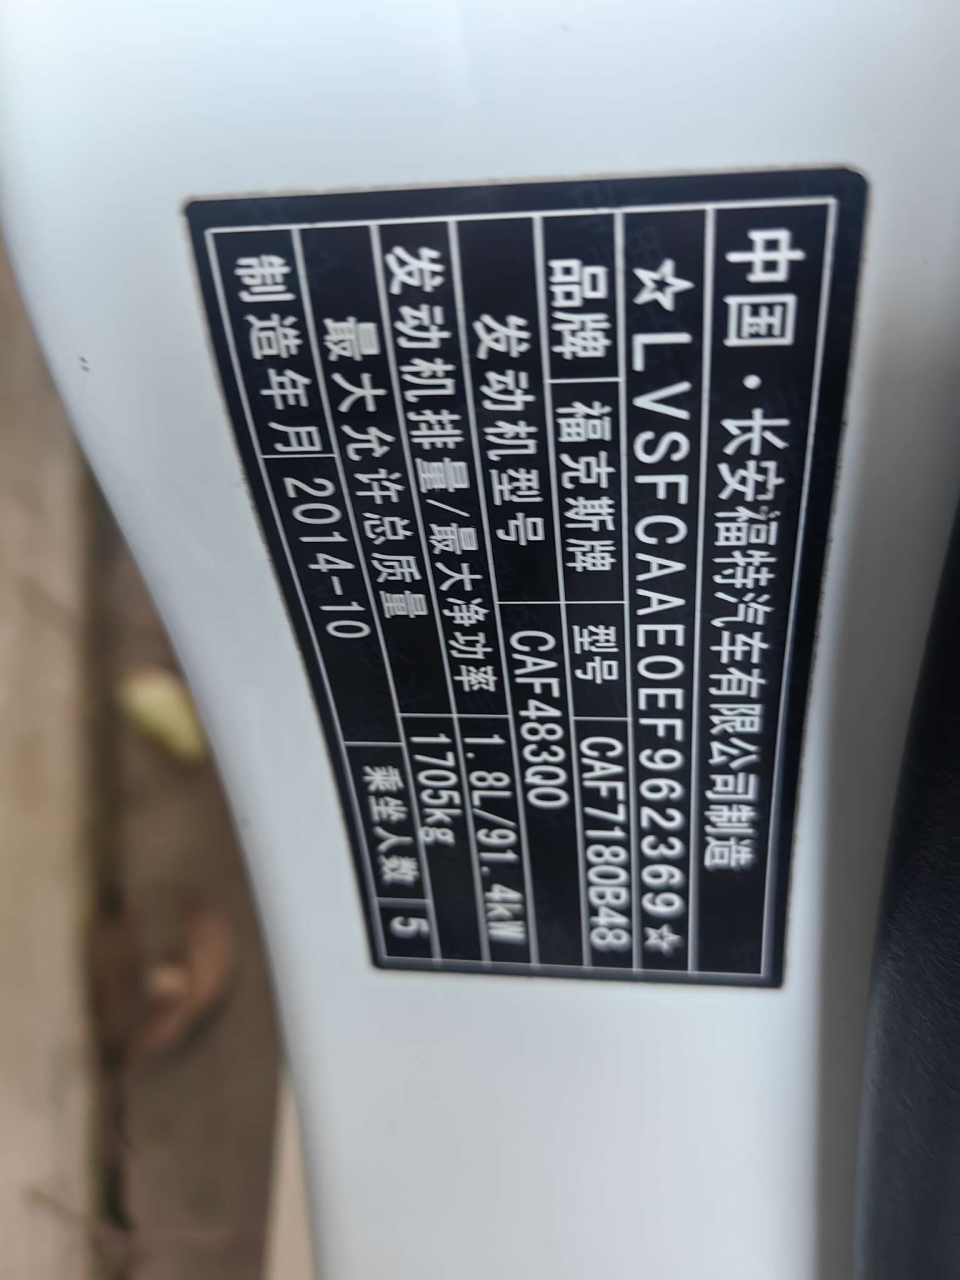 中国·长安福特汽车有限公司制造
☆LVSFCAAE0EF962369☆
品牌 福克斯牌 型号 CAF7180B48
发动机型号 CAF483Q0
发动机排量/最大净功率 1.8L/91.4kW
最大允许总质量 1705kg
制造年月 2014-10 乘坐人数 5